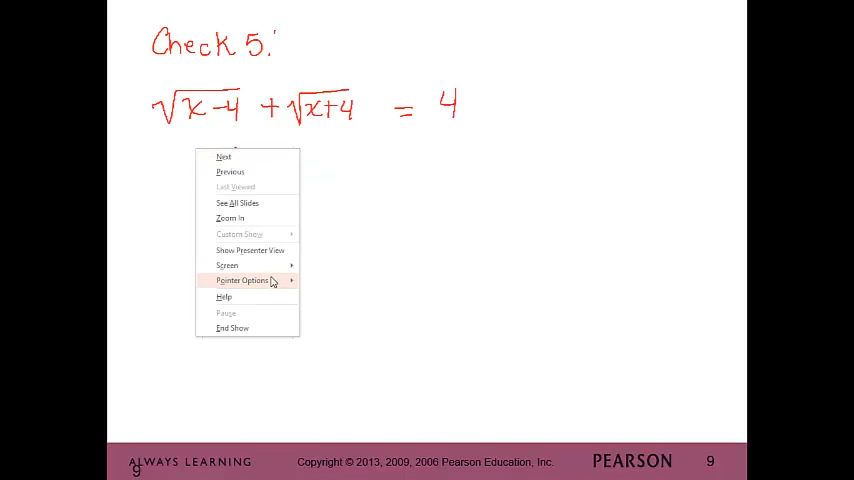 Check 5:
√x-4 + √x+4 = 4
Next
Previous
Last Viewed
See All Slides
Zoom In
Custom Show
Show Presenter View
Screen
Pointer Options
Help
Pause
End Show
ALWAYS LEARNING
9
Copyright © 2013, 2009, 2006 Pearson Education, Inc.
PEARSON
9